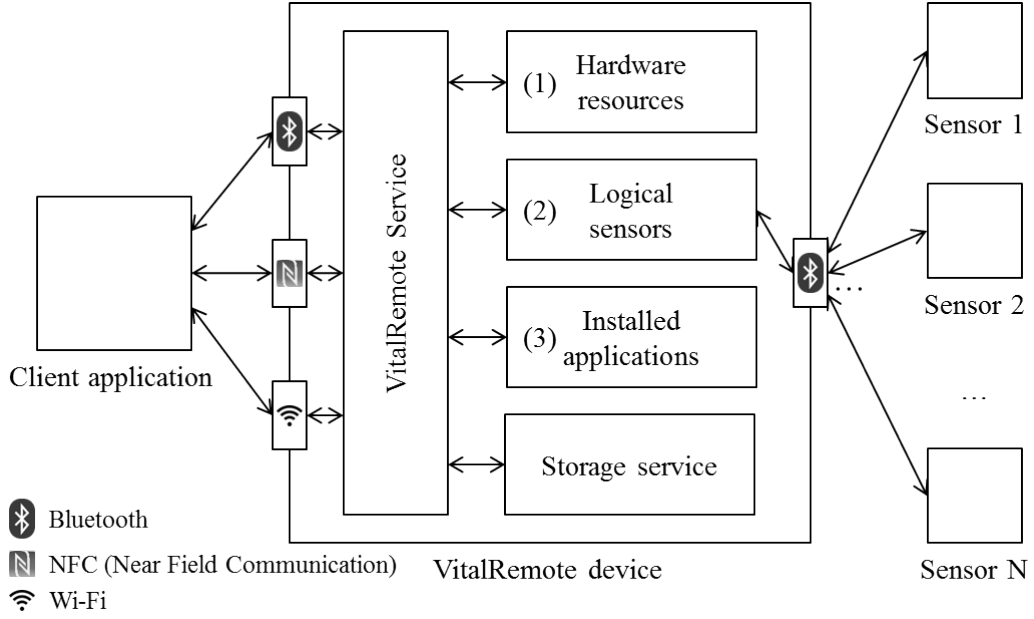 (1) Hardware
resources
Sensor 1
VitalRemote Service
(2) Logical
sensors
Sensor 2
...
(3) Installed
applications
Client application
...
Storage service
Bluetooth
NFC (Near Field Communication)
VitalRemote device
Sensor N
Wi-Fi